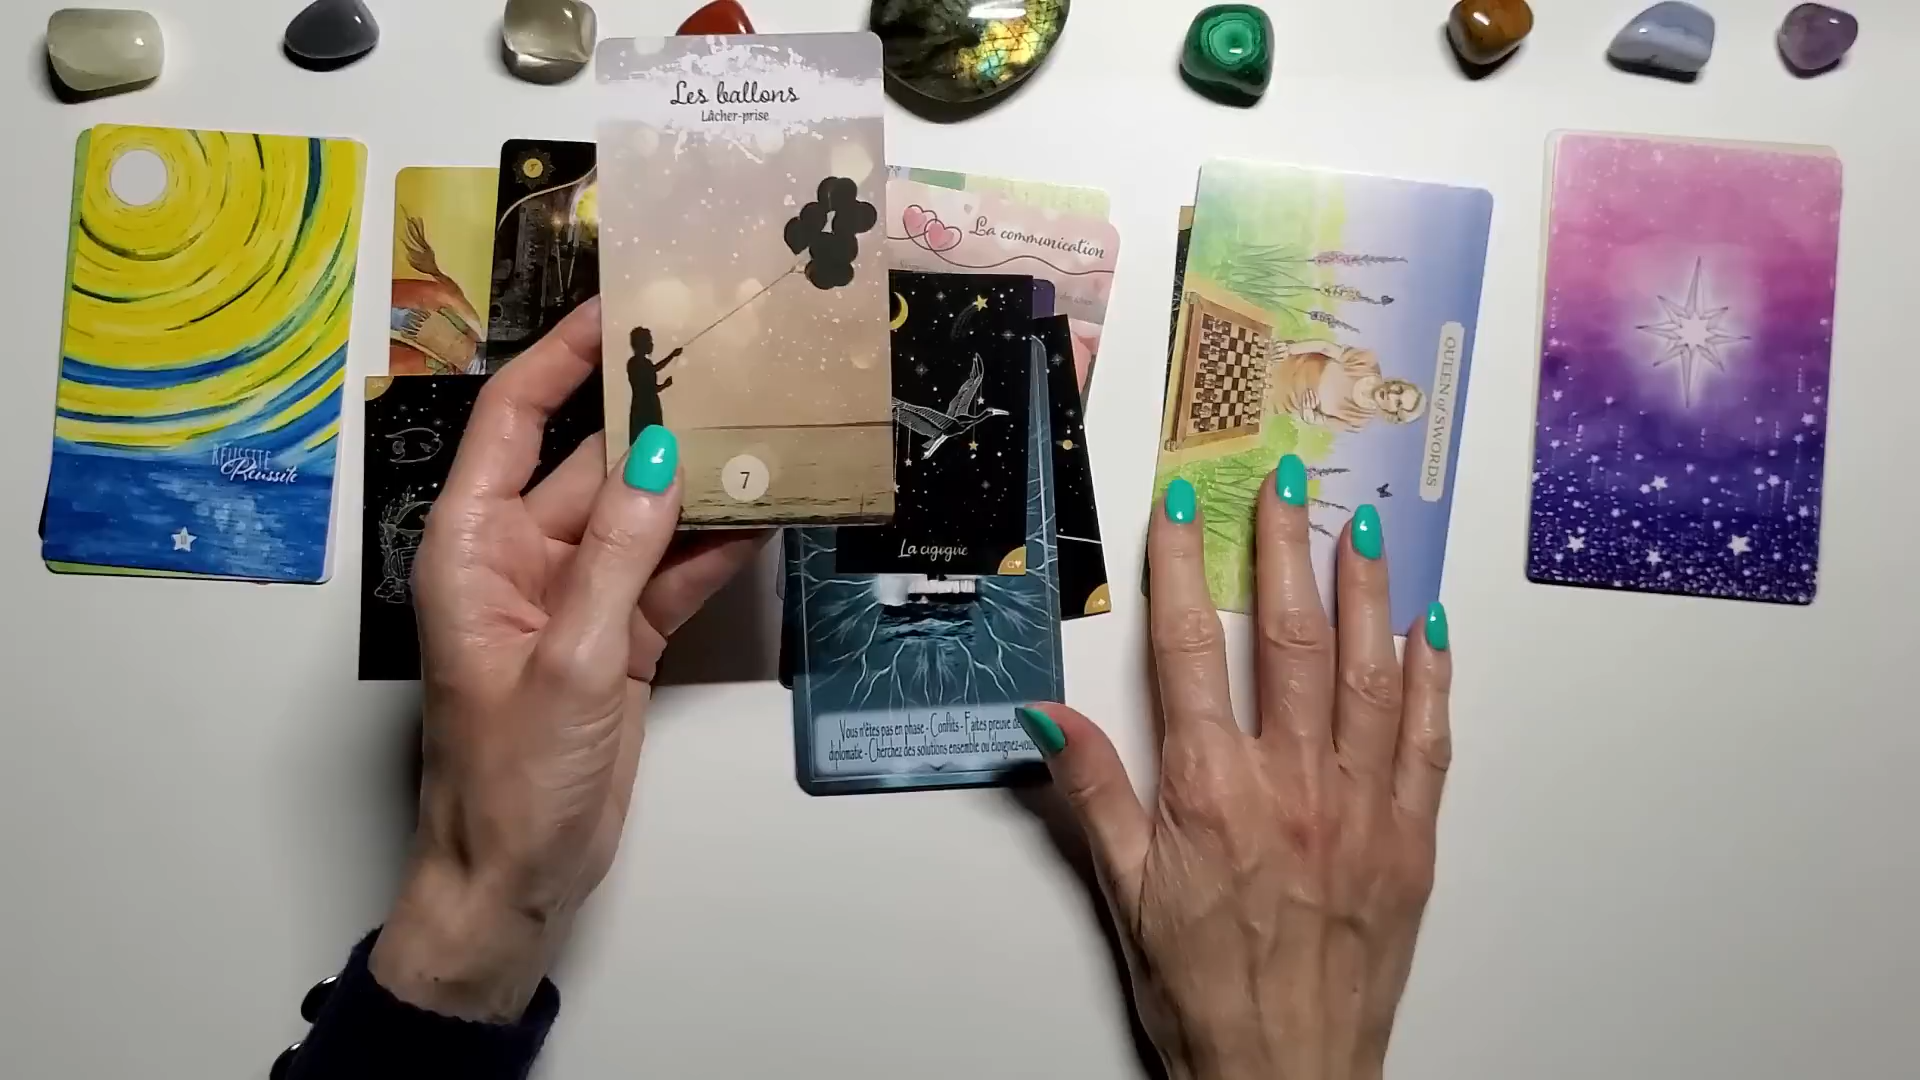 Les ballons
Lâcher-prise
7
La communication
RÉUSSITE
Réussite
QUEEN of SWORDS
La cigogne
Vous n'êtes pas en phase - Conflits - Faites preuve de
diplomatie - Cherchez des solutions ensemble ou éloignez-vous